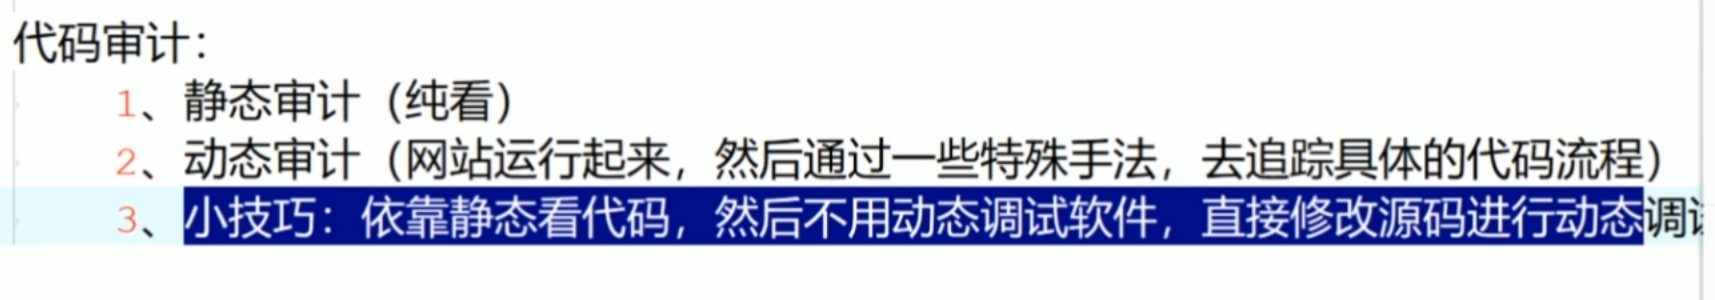 代码审计：
1、静态审计（纯看）
2、动态审计（网站运行起来，然后通过一些特殊手法，去追踪具体的代码流程）
3、小技巧：依靠静态看代码，然后不用动态调试软件，直接修改源码进行动态调